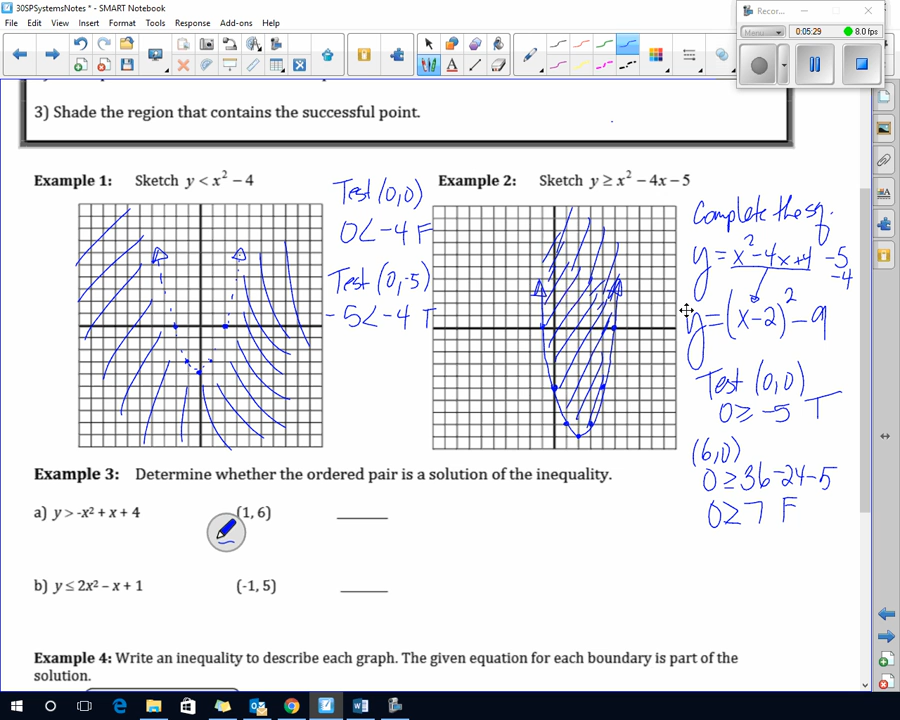 30SPSystemsNotes * - SMART Notebook
File Edit View Insert Format Tools Response Add-ons Help
Recor...
Menu
0:05:29
8.0 fps
3) Shade the region that contains the successful point.
Example 1: Sketch y < x² – 4
Test (0,0)
0 < -4 F
Test (0,-5)
-5 < -4 T
Example 2: Sketch y ≥ x² – 4x – 5
Complete the sq.
y = x² - 4x + 4 - 5
-4
y = (x-2)² - 9
Test (0,0)
0 ≥ -5 T
(6,0)
0 ≥ 36-24-5
0 ≥ 7 F
Example 3: Determine whether the ordered pair is a solution of the inequality.
a) y > -x² + x + 4 (1, 6) ______
b) y ≤ 2x² – x + 1 (-1, 5) ______
Example 4: Write an inequality to describe each graph. The given equation for each boundary is part of the
solution.